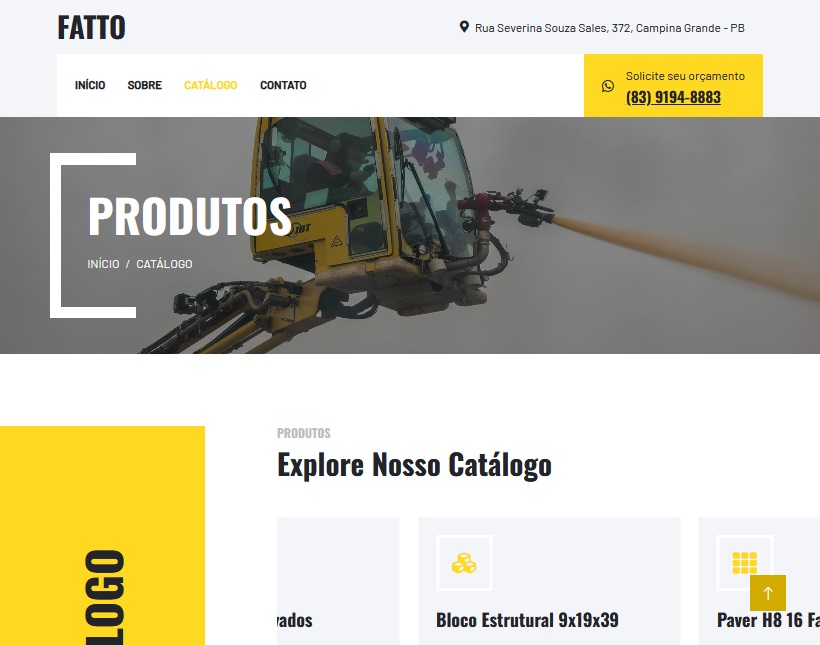 FATTO
Rua Severina Souza Sales, 372, Campina Grande - PB
INÍCIO SOBRE CATÁLOGO CONTATO
Solicite seu orçamento
(83) 9194-8883
PRODUTOS
INÍCIO / CATÁLOGO
PRODUTOS
Explore Nosso Catálogo
LOGO
vados
Bloco Estrutural 9x19x39
Paver H8 16 Fa